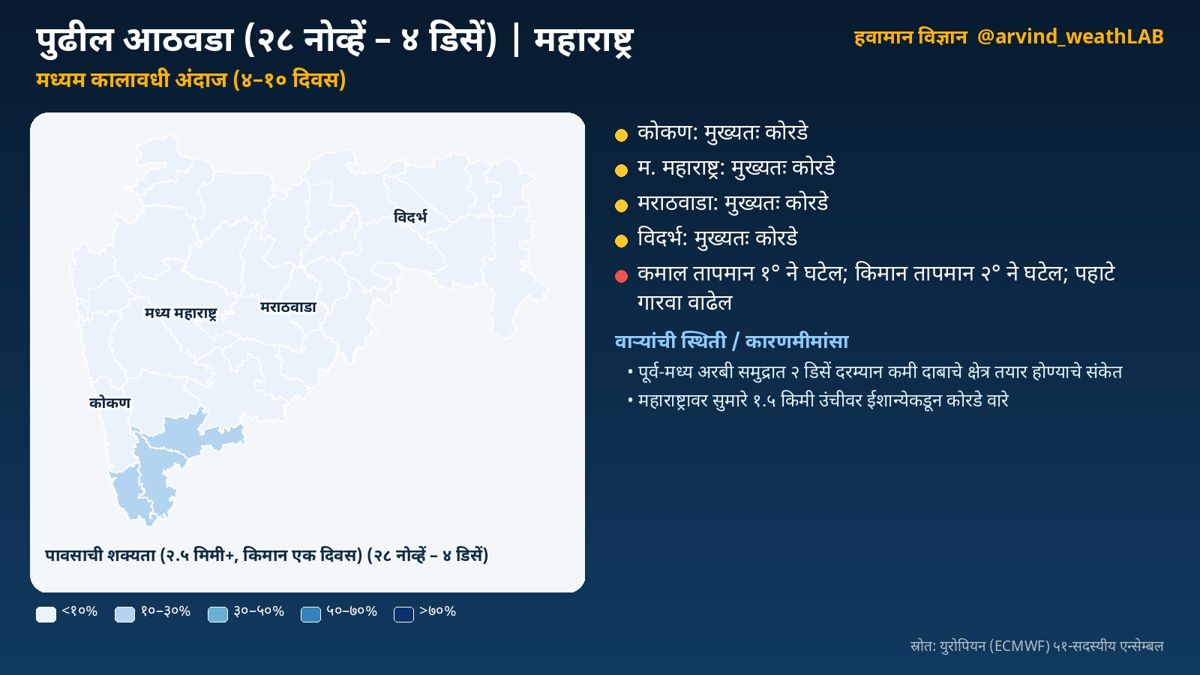 पुढील आठवडा (२८ नोव्हें – ४ डिसें) | महाराष्ट्र
हवामान विज्ञान @arvind_weathLAB
मध्यम कालावधी अंदाज (४–१० दिवस)
विदर्भ
मध्य महाराष्ट्र
मराठवाडा
कोकण
पावसाची शक्यता (२.५ मिमी+, किमान एक दिवस) (२८ नोव्हें – ४ डिसें)
<१०%
१०–३०%
३०–५०%
५०–७०%
>७०%
कोकण: मुख्यतः कोरडे
म. महाराष्ट्र: मुख्यतः कोरडे
मराठवाडा: मुख्यतः कोरडे
विदर्भ: मुख्यतः कोरडे
कमाल तापमान १° ने घटेल; किमान तापमान २° ने घटेल; पहाटे
गारवा वाढेल
वाऱ्यांची स्थिती / कारणमीमांसा
• पूर्व-मध्य अरबी समुद्रात २ डिसें दरम्यान कमी दाबाचे क्षेत्र तयार होण्याचे संकेत
• महाराष्ट्रावर सुमारे १.५ किमी उंचीवर ईशान्येकडून कोरडे वारे
स्रोत: युरोपियन (ECMWF) ५१-सदस्यीय एन्सेम्बल